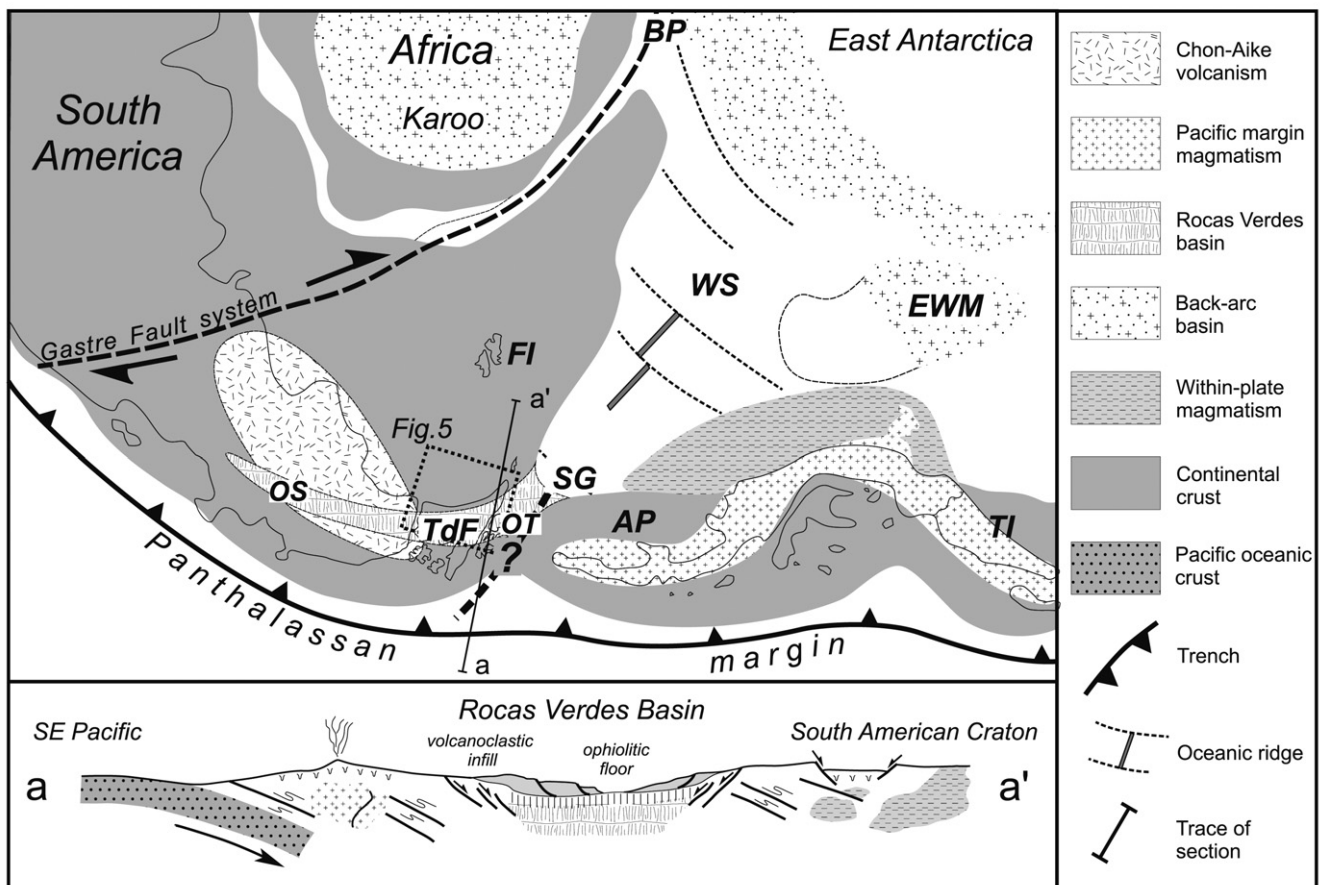 South
America
Africa
Karoo
BP
East Antarctica
Gastre Fault system
WS
EWM
FI
a'
Fig.5
OS
SG
TdF
OT
?
AP
TI
Panthalassan
margin
a
Rocas Verdes Basin
SE Pacific
South American Craton
volcanoclastic
infill
ophiolitic
floor
a
a'
Chon-Aike
volcanism
Pacific margin
magmatism
Rocas Verdes
basin
Back-arc
basin
Within-plate
magmatism
Continental
crust
Pacific oceanic
crust
Trench
Oceanic ridge
Trace of
section